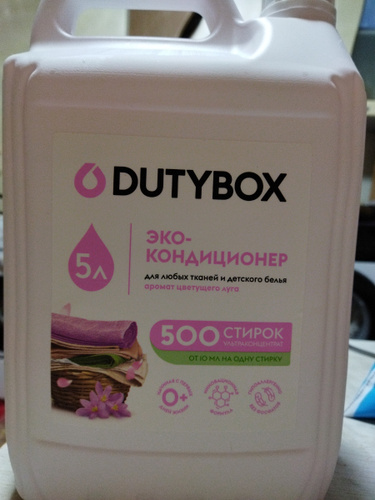 DUTYBOX
5л
ЭКО-
КОНДИЦИОНЕР
для любых тканей и детского белья
аромат цветущего луга
500 СТИРОК
УЛЬТРАКОНЦЕНТРАТ
ОТ 10 МЛ НА ОДНУ СТИРКУ
0+